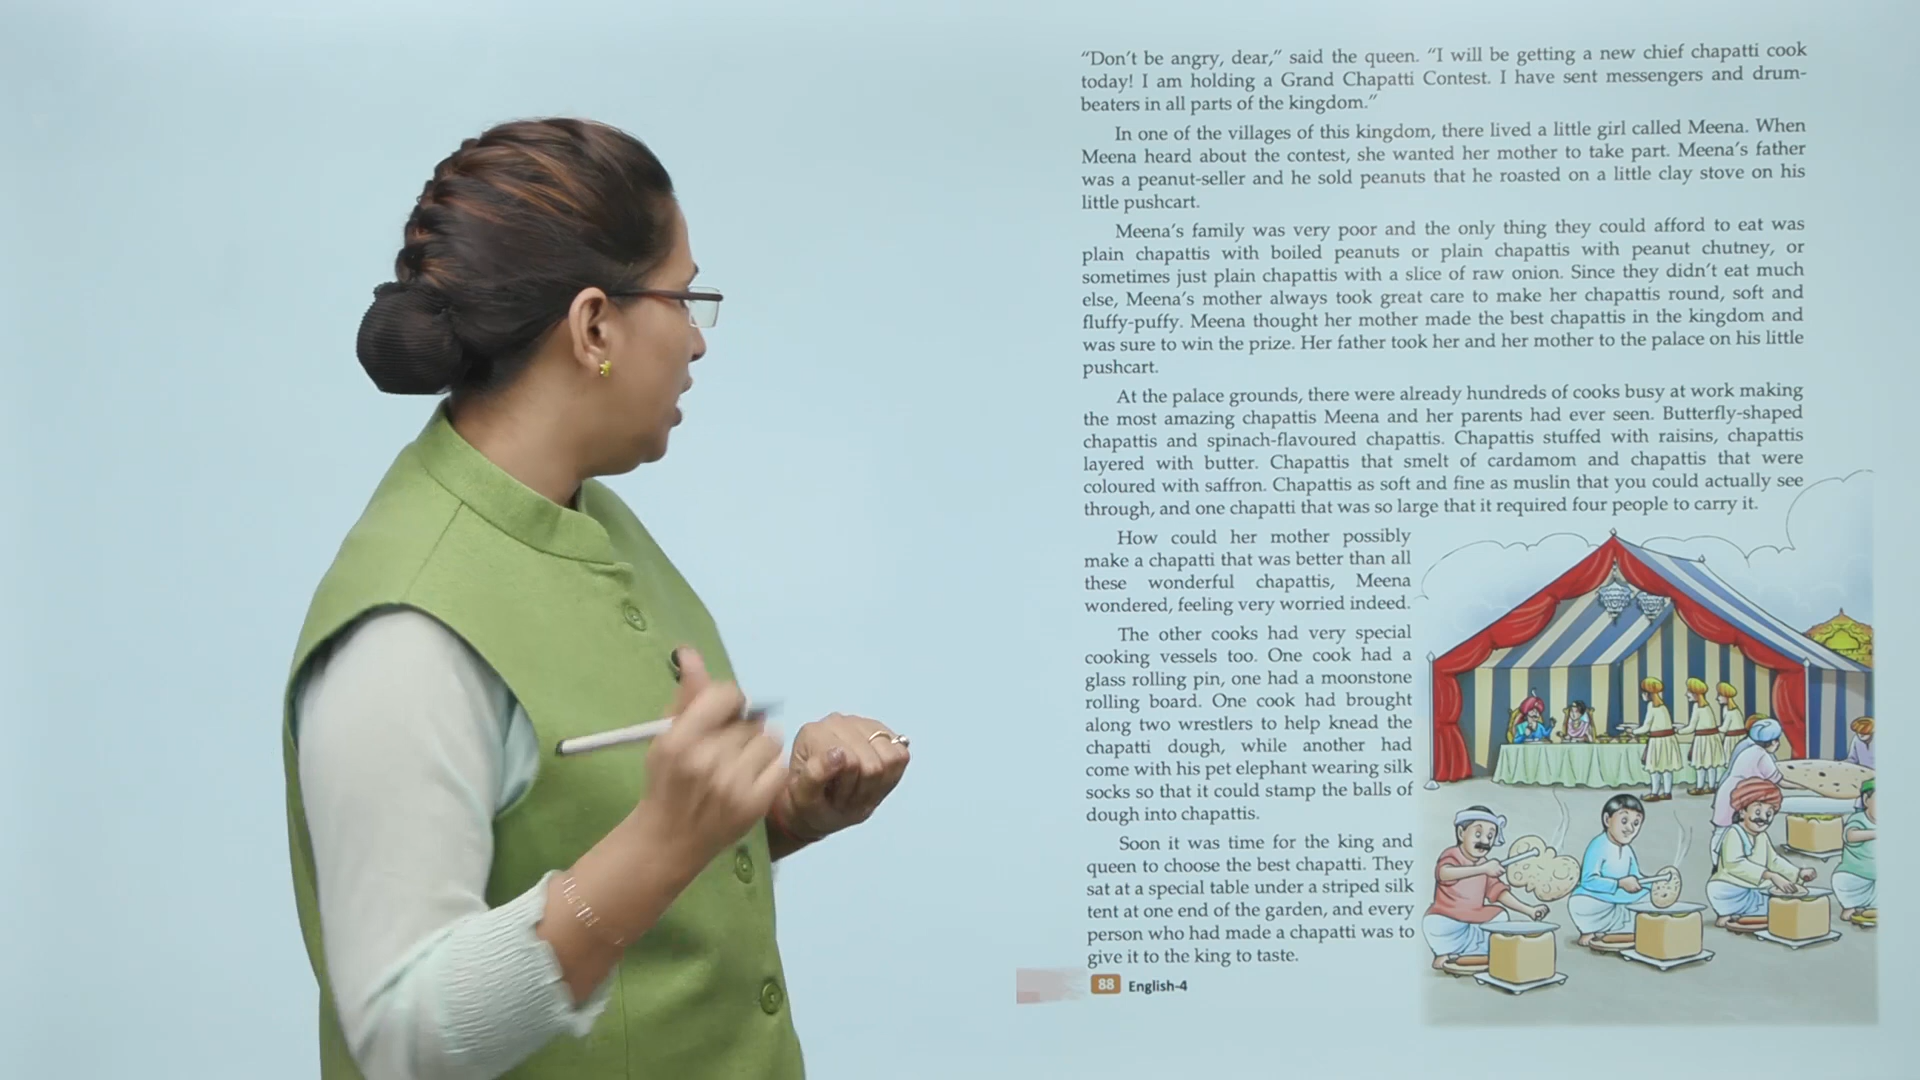 “Don’t be angry, dear,” said the queen. “I will be getting a new chief chapatti cook
today! I am holding a Grand Chapatti Contest. I have sent messengers and drum-
beaters in all parts of the kingdom.”
In one of the villages of this kingdom, there lived a little girl called Meena. When
Meena heard about the contest, she wanted her mother to take part. Meena’s father
was a peanut-seller and he sold peanuts that he roasted on a little clay stove on his
little pushcart.
Meena’s family was very poor and the only thing they could afford to eat was
plain chapattis with boiled peanuts or plain chapattis with peanut chutney, or
sometimes just plain chapattis with a slice of raw onion. Since they didn’t eat much
else, Meena’s mother always took great care to make her chapattis round, soft and
fluffy-puffy. Meena thought her mother made the best chapattis in the kingdom and
was sure to win the prize. Her father took her and her mother to the palace on his little
pushcart.
At the palace grounds, there were already hundreds of cooks busy at work making
the most amazing chapattis Meena and her parents had ever seen. Butterfly-shaped
chapattis and spinach-flavoured chapattis. Chapattis stuffed with raisins, chapattis
layered with butter. Chapattis that smelt of cardamom and chapattis that were
coloured with saffron. Chapattis as soft and fine as muslin that you could actually see
through, and one chapatti that was so large that it required four people to carry it.
How could her mother possibly
make a chapatti that was better than all
these wonderful chapattis, Meena
wondered, feeling very worried indeed.
The other cooks had very special
cooking vessels too. One cook had a
glass rolling pin, one had a moonstone
rolling board. One cook had brought
along two wrestlers to help knead the
chapatti dough, while another had
come with his pet elephant wearing silk
socks so that it could stamp the balls of
dough into chapattis.
Soon it was time for the king and
queen to choose the best chapatti. They
sat at a special table under a striped silk
tent at one end of the garden, and every
person who had made a chapatti was to
give it to the king to taste.
88 English-4